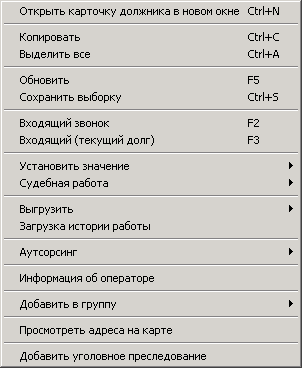 Открыть карточку должника в новом окне Ctrl+N
Копировать Ctrl+C
Выделить все Ctrl+A
Обновить F5
Сохранить выборку Ctrl+S
Входящий звонок F2
Входящий (текущий долг) F3
Установить значение
Судебная работа
Выгрузить
Загрузка истории работы
Аутсорсинг
Информация об операторе
Добавить в группу
Просмотреть адреса на карте
Добавить уголовное преследование